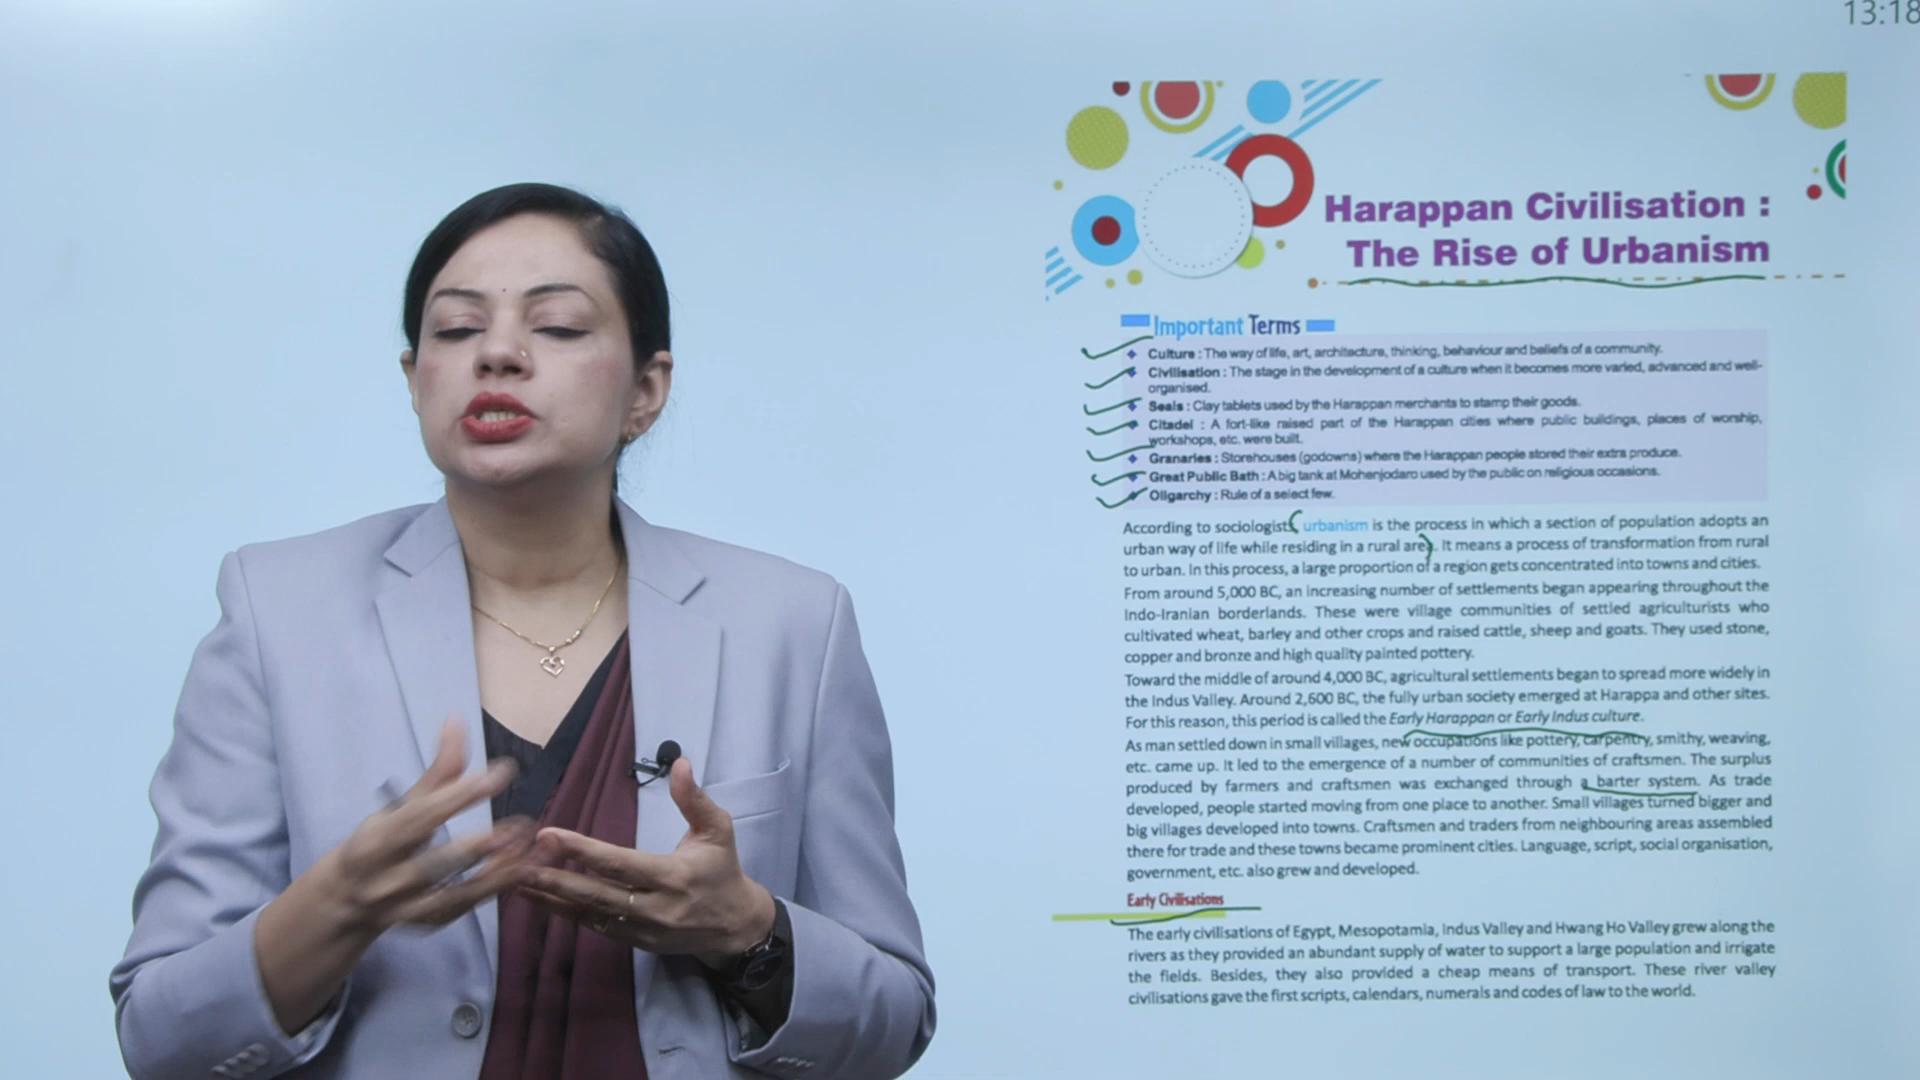 13:18
Harappan Civilisation :
The Rise of Urbanism
Important Terms
Culture : The way of life, art, architecture, thinking, behaviour and beliefs of a community.
Civilisation : The stage in the development of a culture when it becomes more varied, advanced and well-
organised.
Seals : Clay tablets used by the Harappan merchants to stamp their goods.
Citadel : A fort-like raised part of the Harappan cities where public buildings, places of worship,
workshops, etc. were built.
Granaries : Storehouses (godowns) where the Harappan people stored their extra produce.
Great Public Bath : A big tank at Mohenjodaro used by the public on religious occasions.
Oligarchy : Rule of a select few.
According to sociologists, urbanism is the process in which a section of population adopts an
urban way of life while residing in a rural area. It means a process of transformation from rural
to urban. In this process, a large proportion of a region gets concentrated into towns and cities.
From around 5,000 BC, an increasing number of settlements began appearing throughout the
Indo-Iranian borderlands. These were village communities of settled agriculturists who
cultivated wheat, barley and other crops and raised cattle, sheep and goats. They used stone,
copper and bronze and high quality painted pottery.
Toward the middle of around 4,000 BC, agricultural settlements began to spread more widely in
the Indus Valley. Around 2,600 BC, the fully urban society emerged at Harappa and other sites.
For this reason, this period is called the Early Harappan or Early Indus culture.
As man settled down in small villages, new occupations like pottery, carpentry, smithy, weaving,
etc. came up. It led to the emergence of a number of communities of craftsmen. The surplus
produced by farmers and craftsmen was exchanged through a barter system. As trade
developed, people started moving from one place to another. Small villages turned bigger and
big villages developed into towns. Craftsmen and traders from neighbouring areas assembled
there for trade and these towns became prominent cities. Language, script, social organisation,
government, etc. also grew and developed.
Early Civilisations
The early civilisations of Egypt, Mesopotamia, Indus Valley and Hwang Ho Valley grew along the
rivers as they provided an abundant supply of water to support a large population and irrigate
the fields. Besides, they also provided a cheap means of transport. These river valley
civilisations gave the first scripts, calendars, numerals and codes of law to the world.